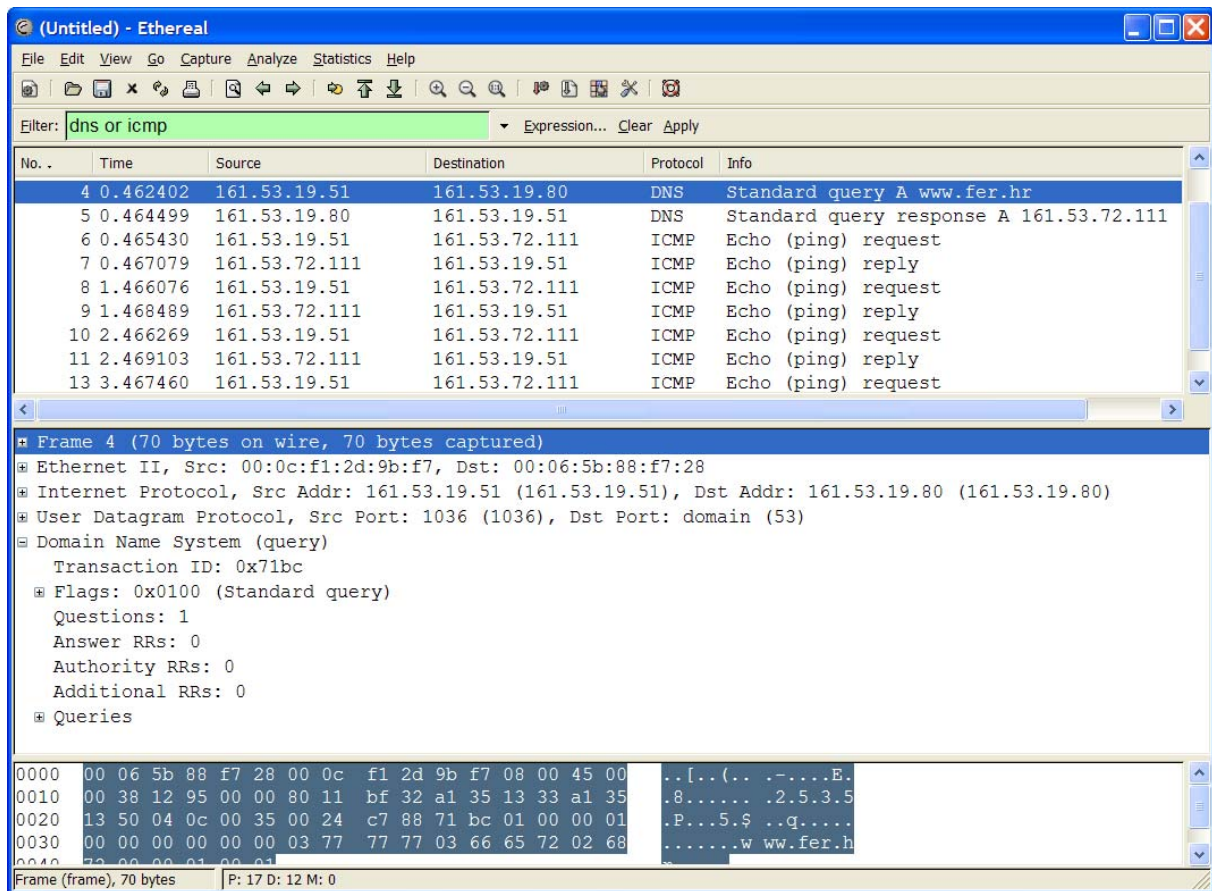 (Untitled) - Ethereal
File Edit View Go Capture Analyze Statistics Help
Filter: dns or icmp Expression... Clear Apply
No. . Time Source Destination Protocol Info
4 0.462402 161.53.19.51 161.53.19.80 DNS Standard query A www.fer.hr
5 0.464499 161.53.19.80 161.53.19.51 DNS Standard query response A 161.53.72.111
6 0.465430 161.53.19.51 161.53.72.111 ICMP Echo (ping) request
7 0.467079 161.53.72.111 161.53.19.51 ICMP Echo (ping) reply
8 1.466076 161.53.19.51 161.53.72.111 ICMP Echo (ping) request
9 1.468489 161.53.72.111 161.53.19.51 ICMP Echo (ping) reply
10 2.466269 161.53.19.51 161.53.72.111 ICMP Echo (ping) request
11 2.469103 161.53.72.111 161.53.19.51 ICMP Echo (ping) reply
13 3.467460 161.53.19.51 161.53.72.111 ICMP Echo (ping) request
Frame 4 (70 bytes on wire, 70 bytes captured)
Ethernet II, Src: 00:0c:f1:2d:9b:f7, Dst: 00:06:5b:88:f7:28
Internet Protocol, Src Addr: 161.53.19.51 (161.53.19.51), Dst Addr: 161.53.19.80 (161.53.19.80)
User Datagram Protocol, Src Port: 1036 (1036), Dst Port: domain (53)
Domain Name System (query)
Transaction ID: 0x71bc
Flags: 0x0100 (Standard query)
Questions: 1
Answer RRs: 0
Authority RRs: 0
Additional RRs: 0
Queries
0000 00 06 5b 88 f7 28 00 0c f1 2d 9b f7 08 00 45 00 ..[..(.. .-....E.
0010 00 38 12 95 00 00 80 11 bf 32 a1 35 13 33 a1 35 .8...... .2.5.3.5
0020 13 50 04 0c 00 35 00 24 c7 88 71 bc 01 00 00 01 .P...5.$ ..q.....
0030 00 00 00 00 00 00 03 77 77 77 03 66 65 72 02 68 .......w ww.fer.h
0040 72 00 00 01 00 01
Frame (frame), 70 bytes P: 17 D: 12 M: 0